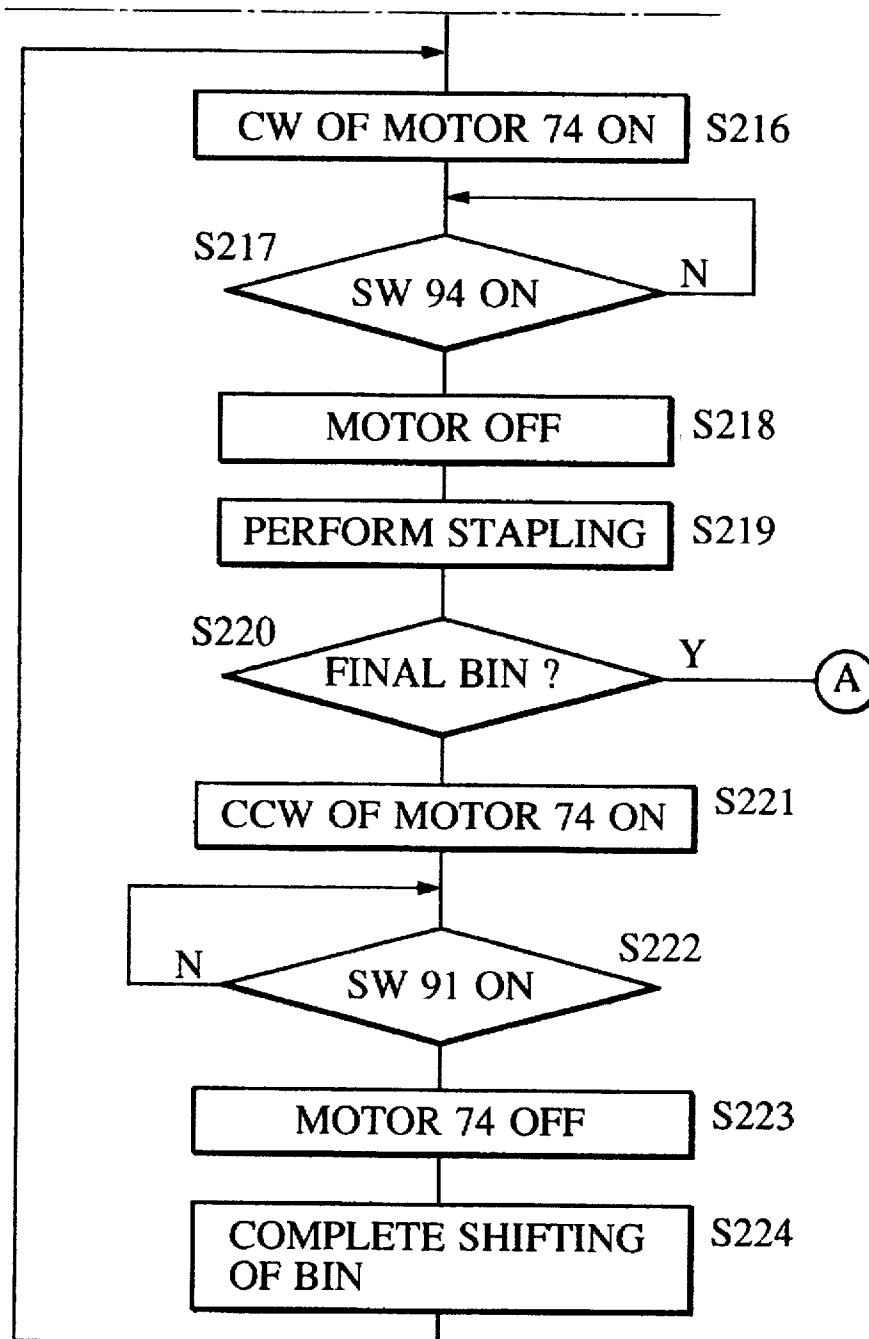 CW OF MOTOR 74 ON S216
S217
SW 94 ON N
MOTOR OFF S218
PERFORM STAPLING S219
S220
FINAL BIN ? Y A
CCW OF MOTOR 74 ON S221
S222
N SW 91 ON
MOTOR 74 OFF S223
COMPLETE SHIFTING S224
OF BIN